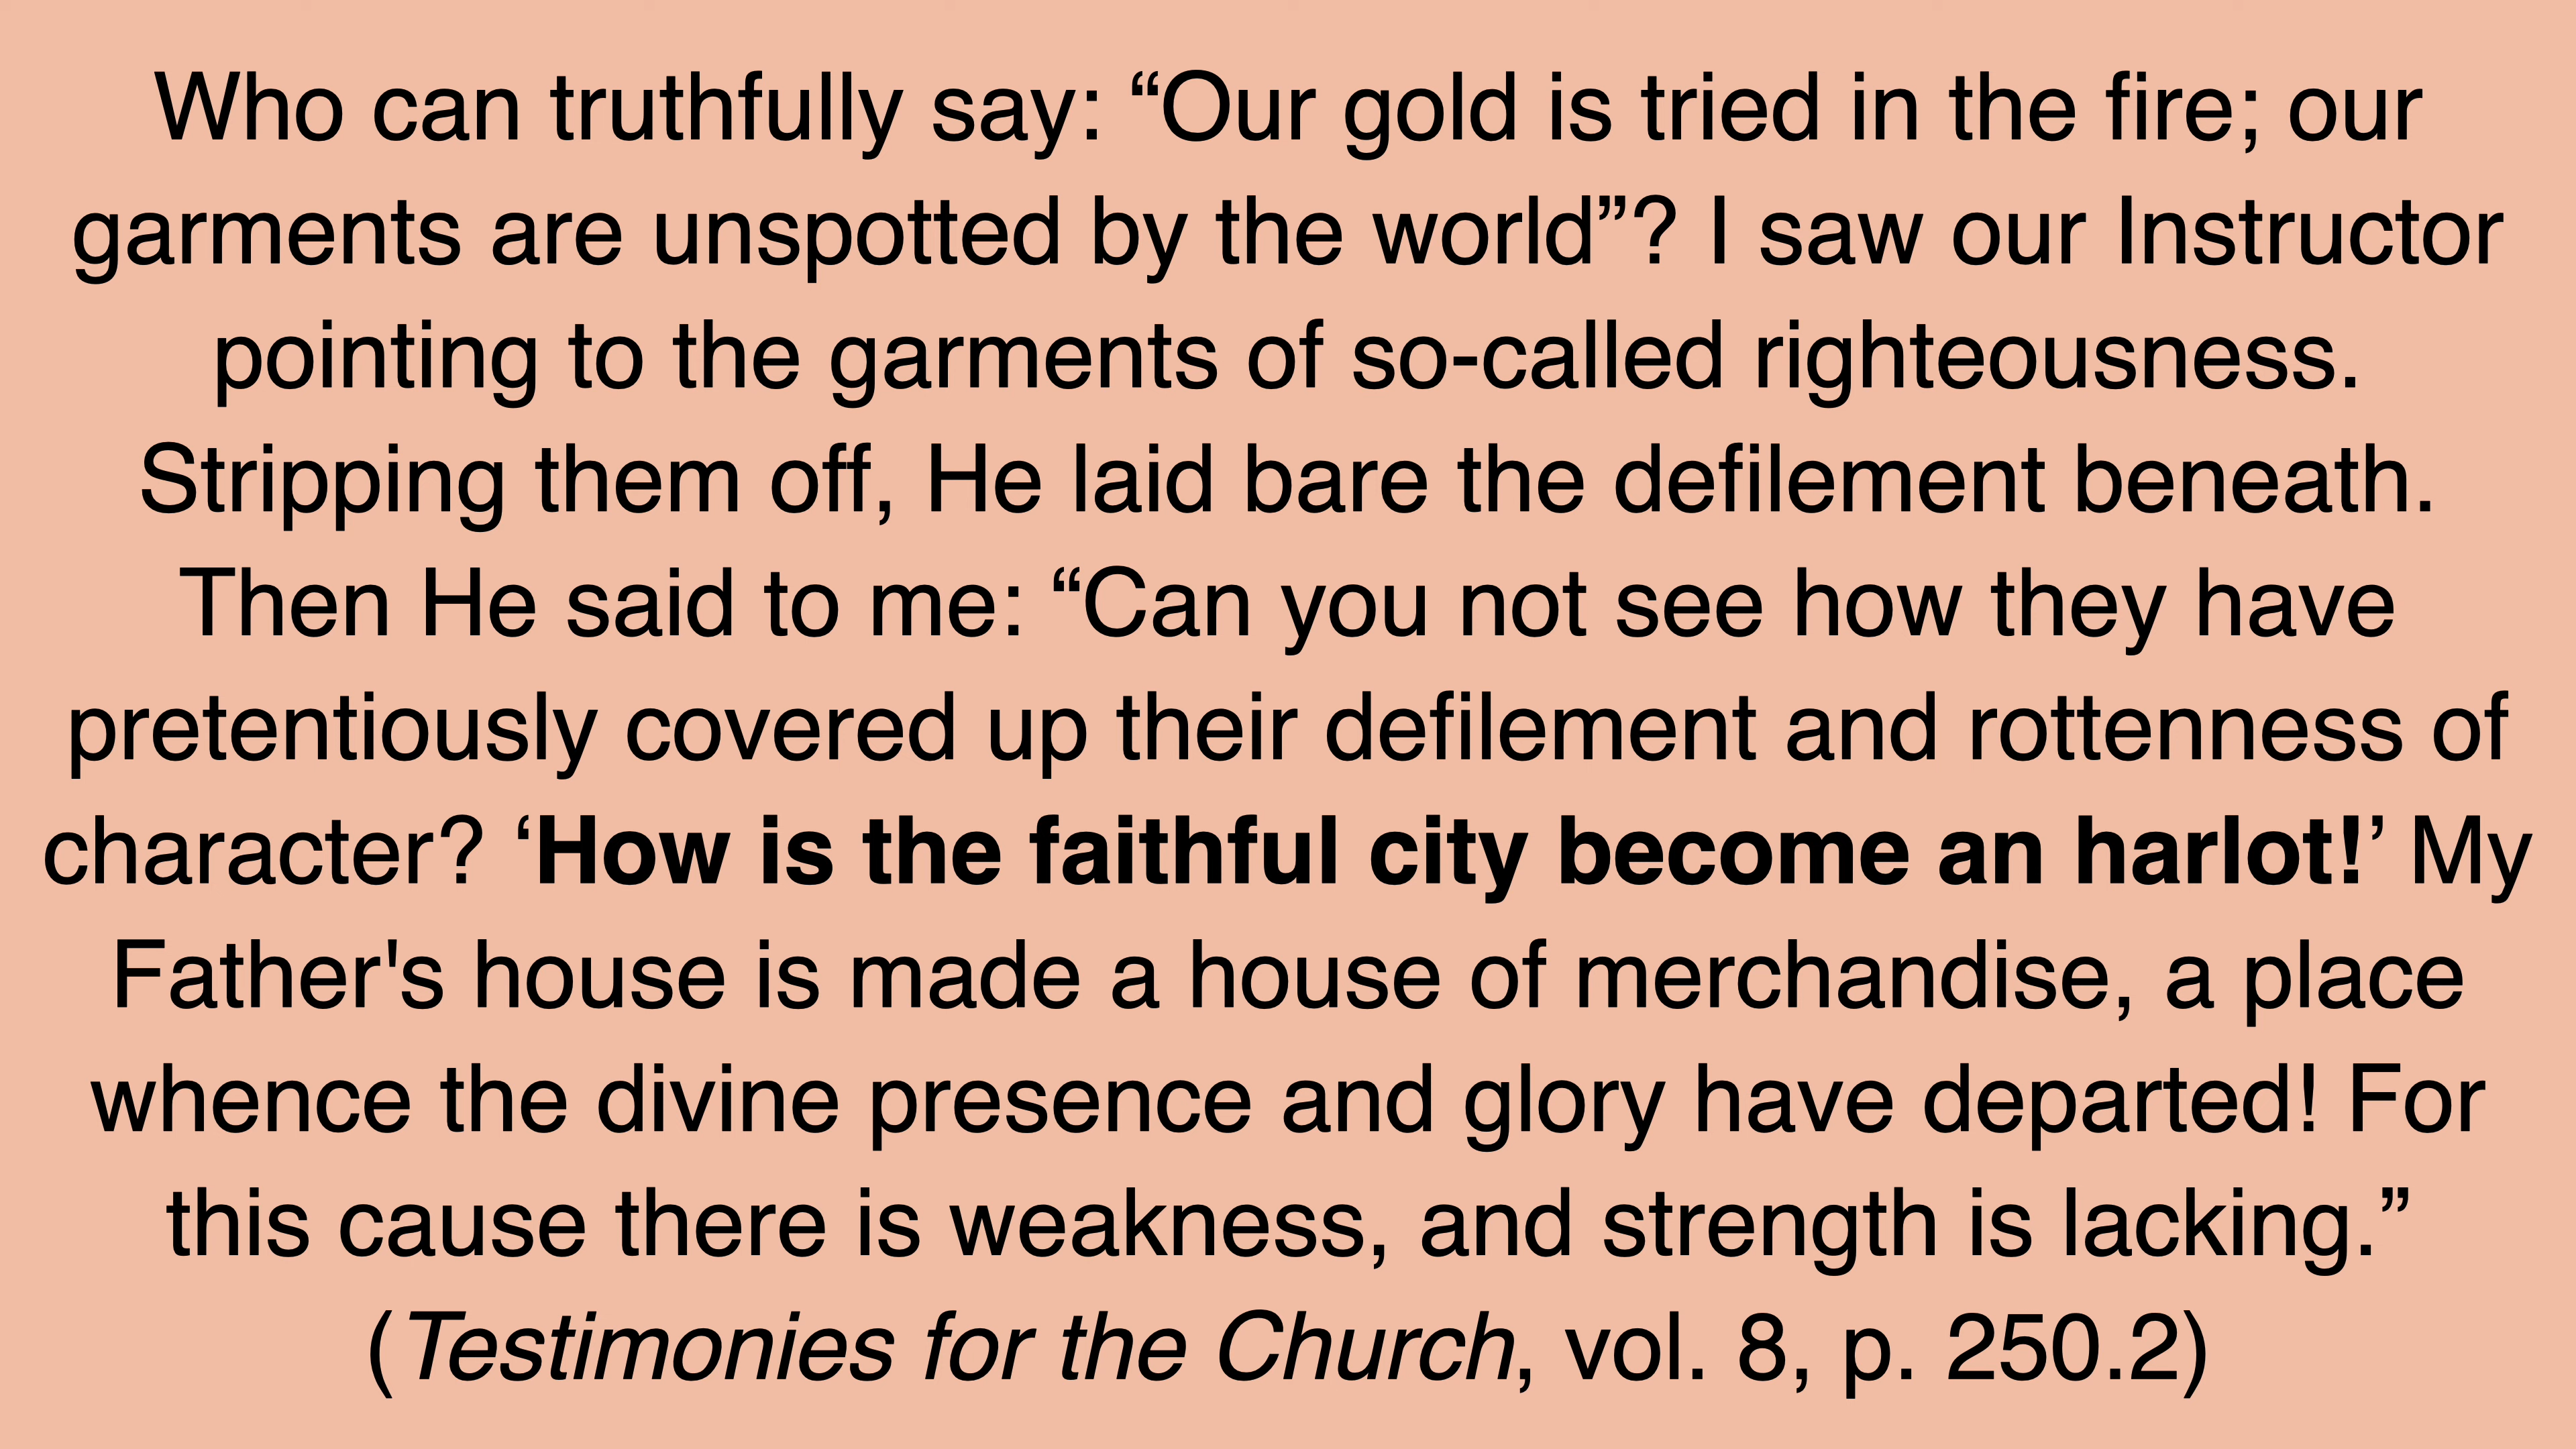 Who can truthfully say: “Our gold is tried in the fire; our
garments are unspotted by the world”? I saw our Instructor
pointing to the garments of so-called righteousness.
Stripping them off, He laid bare the defilement beneath.
Then He said to me: “Can you not see how they have
pretentiously covered up their defilement and rottenness of
character? ‘How is the faithful city become an harlot!’ My
Father's house is made a house of merchandise, a place
whence the divine presence and glory have departed! For
this cause there is weakness, and strength is lacking.”
(Testimonies for the Church, vol. 8, p. 250.2)